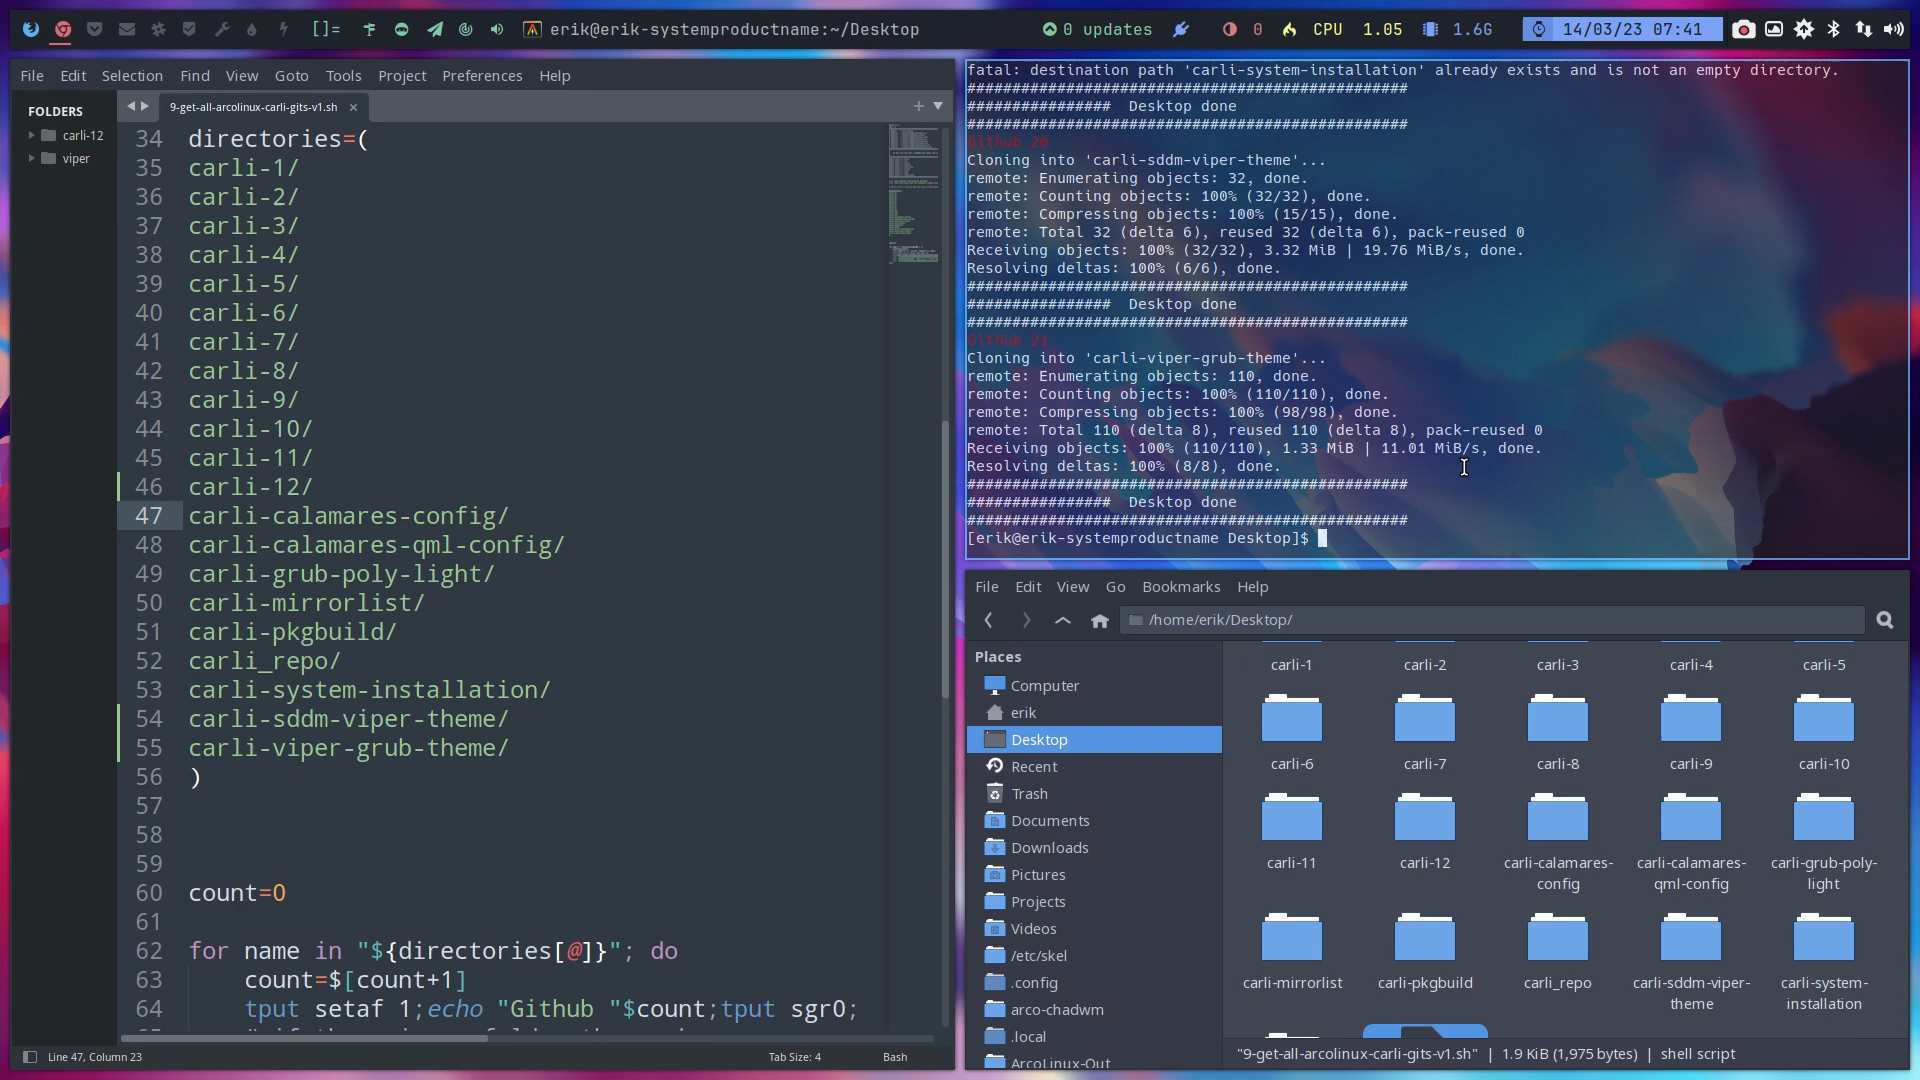 []=
erik@erik-systemproductname:~/Desktop
0 updates
0
CPU 1.05
1.6G
14/03/23 07:41
File Edit Selection Find View Goto Tools Project Preferences Help
FOLDERS
carli-12
viper
9-get-all-arcolinux-carli-gits-v1.sh ×
34 directories=(
35 carli-1/
36 carli-2/
37 carli-3/
38 carli-4/
39 carli-5/
40 carli-6/
41 carli-7/
42 carli-8/
43 carli-9/
44 carli-10/
45 carli-11/
46 carli-12/
47 carli-calamares-config/
48 carli-calamares-qml-config/
49 carli-grub-poly-light/
50 carli-mirrorlist/
51 carli-pkgbuild/
52 carli_repo/
53 carli-system-installation/
54 carli-sddm-viper-theme/
55 carli-viper-grub-theme/
56 )
57
58
59
60 count=0
61
62 for name in "${directories[@]}"; do
63 count=$[count+1]
64 tput setaf 1;echo "Github "$count;tput sgr0;
Line 47, Column 23
Tab Size: 4
Bash
fatal: destination path 'carli-system-installation' already exists and is not an empty directory.
#################################################
################  Desktop done
#################################################
Github 20
Cloning into 'carli-sddm-viper-theme'...
remote: Enumerating objects: 32, done.
remote: Counting objects: 100% (32/32), done.
remote: Compressing objects: 100% (15/15), done.
remote: Total 32 (delta 6), reused 32 (delta 6), pack-reused 0
Receiving objects: 100% (32/32), 3.32 MiB | 19.76 MiB/s, done.
Resolving deltas: 100% (6/6), done.
#################################################
################  Desktop done
#################################################
Github 21
Cloning into 'carli-viper-grub-theme'...
remote: Enumerating objects: 110, done.
remote: Counting objects: 100% (110/110), done.
remote: Compressing objects: 100% (98/98), done.
remote: Total 110 (delta 8), reused 110 (delta 8), pack-reused 0
Receiving objects: 100% (110/110), 1.33 MiB | 11.01 MiB/s, done.
Resolving deltas: 100% (8/8), done.
#################################################
################  Desktop done
#################################################
[erik@erik-systemproductname Desktop]$
File Edit View Go Bookmarks Help
/home/erik/Desktop/
Places
Computer
erik
Desktop
Recent
Trash
Documents
Downloads
Pictures
Projects
Videos
/etc/skel
.config
arco-chadwm
.local
ArcoLinux-Out
carli-1 carli-2 carli-3 carli-4 carli-5
carli-6 carli-7 carli-8 carli-9 carli-10
carli-11 carli-12 carli-calamares-config carli-calamares-qml-config carli-grub-poly-light
carli-mirrorlist carli-pkgbuild carli_repo carli-sddm-viper-theme carli-system-installation
"9-get-all-arcolinux-carli-gits-v1.sh" | 1.9 KiB (1,975 bytes) | shell script